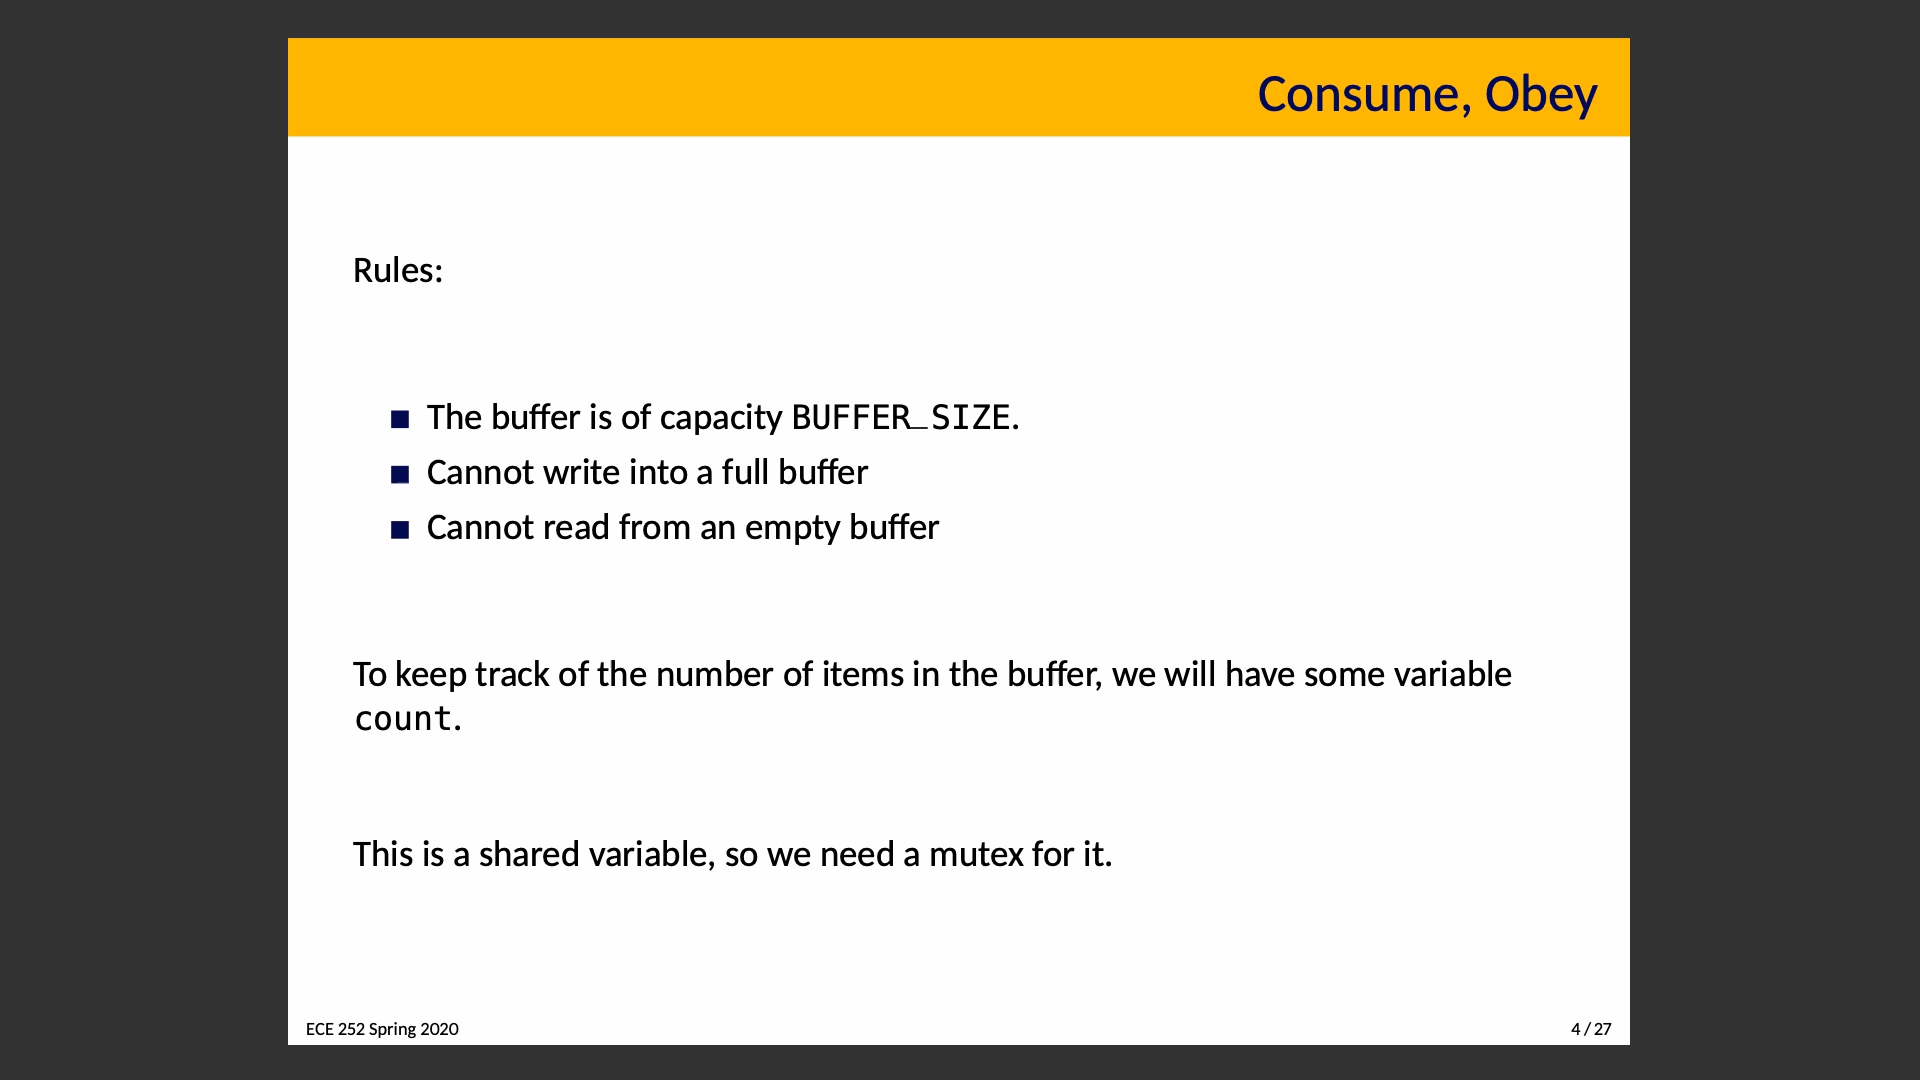 Consume, Obey
Rules:
The buffer is of capacity BUFFER_SIZE.
Cannot write into a full buffer
Cannot read from an empty buffer
To keep track of the number of items in the buffer, we will have some variable
count.
This is a shared variable, so we need a mutex for it.
ECE 252 Spring 2020
4 / 27